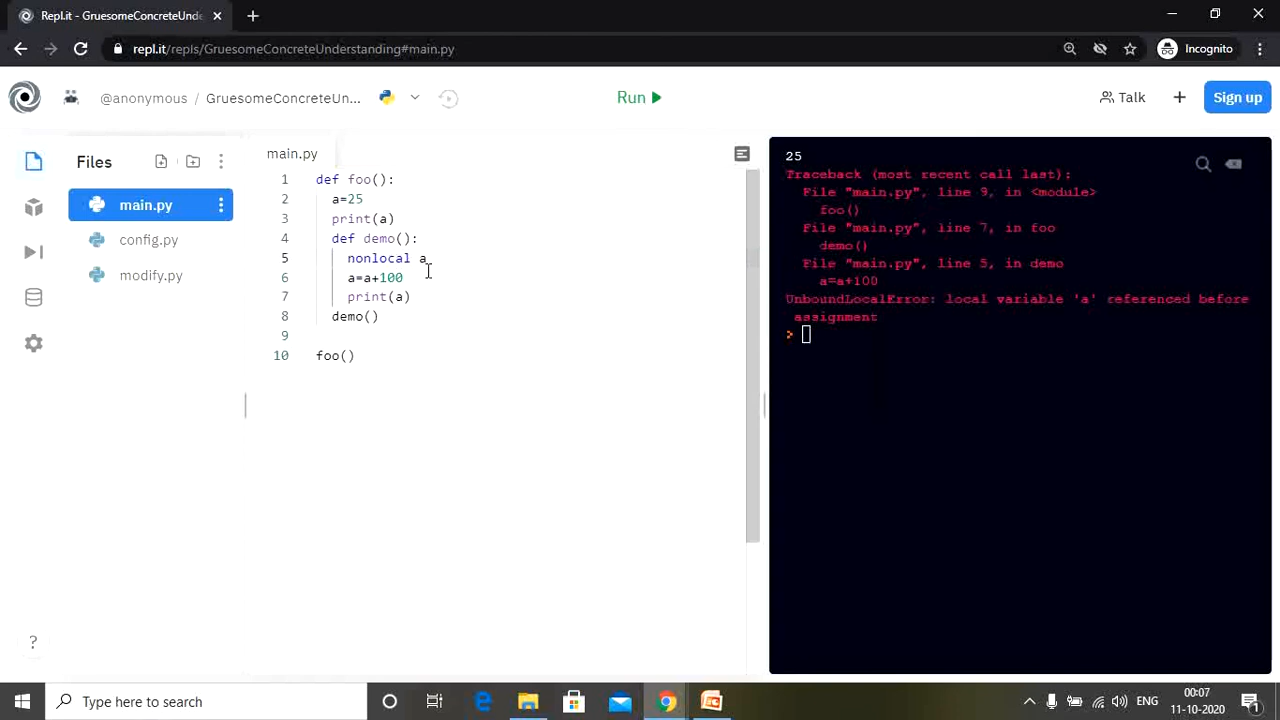 Repl.it - GruesomeConcreteUnde
repl.it/repls/GruesomeConcreteUnderstanding#main.py
Incognito
@anonymous
GruesomeConcreteUn...
Run
Talk
Sign up
Files
main.py
config.py
modify.py
main.py
1 def foo():
2 a=25
3 print(a)
4 def demo():
5 nonlocal a
6 a=a+100
7 print(a)
8 demo()
9
10 foo()
25
Traceback (most recent call last):
File "main.py", line 9, in <module>
foo()
File "main.py", line 7, in foo
demo()
File "main.py", line 5, in demo
a=a+100
UnboundLocalError: local variable 'a' referenced before
assignment
>
?
Type here to search
ENG
00:07
11-10-2020
1